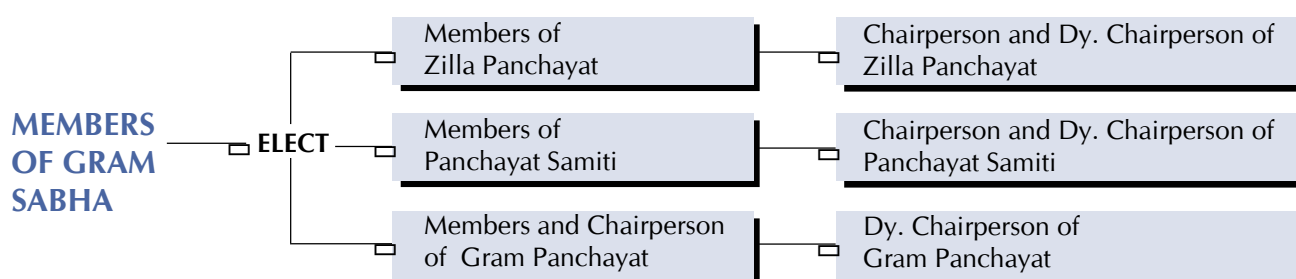 MEMBERS
OF GRAM
SABHA
ELECT
Members of
Zilla Panchayat
Chairperson and Dy. Chairperson of
Zilla Panchayat
Members of
Panchayat Samiti
Chairperson and Dy. Chairperson of
Panchayat Samiti
Members and Chairperson
of Gram Panchayat
Dy. Chairperson of
Gram Panchayat